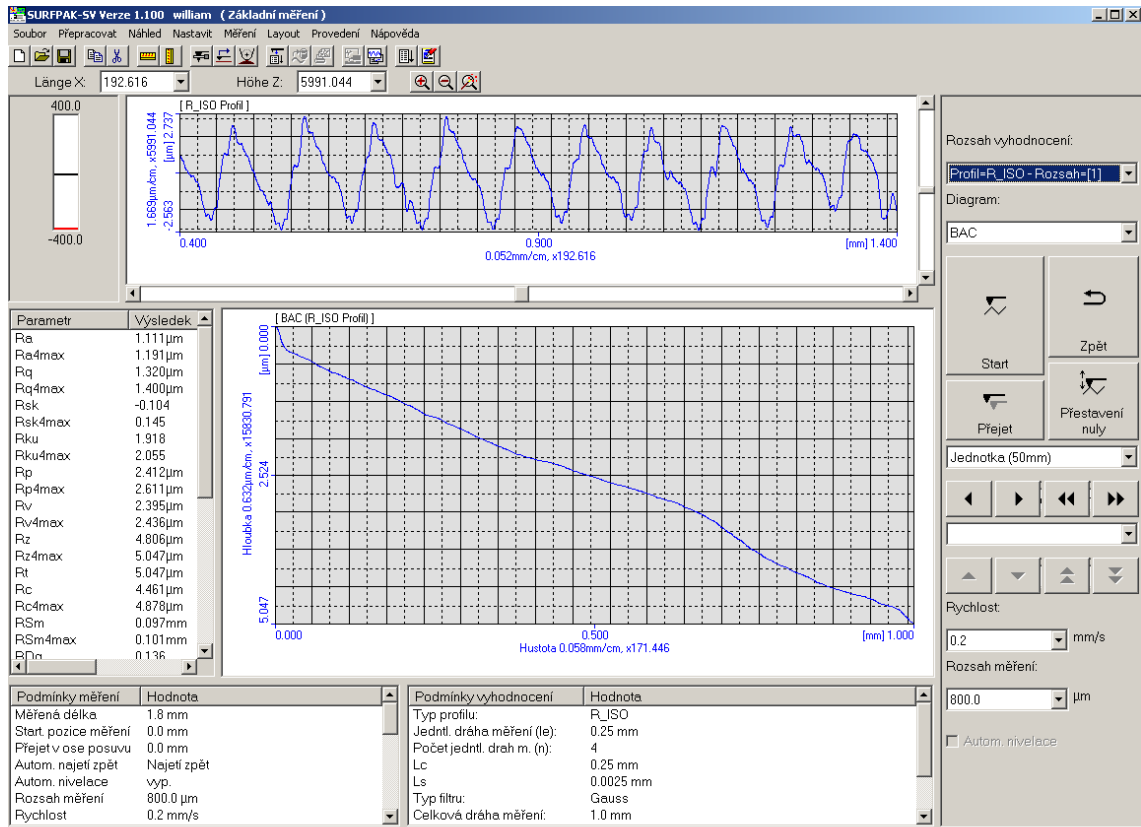 SURFPAK-SV Verze 1.100 william ( Základní měření )
Soubor Přepracovat Náhled Nastavit Měření Layout Provedení Nápověda
Länge X: 192.616 Höhe Z: 5991.044
400.0
-400.0
[ R_ISO Profil ]
1.669µm/cm, x5991.044
-2.563 [µm] 2.737
0.400 0.900 [mm] 1.400
0.052mm/cm, x192.616
Parametr Výsledek
Ra 1.111µm
Ra4max 1.191µm
Rq 1.320µm
Rq4max 1.400µm
Rsk -0.104
Rsk4max 0.145
Rku 1.918
Rku4max 2.055
Rp 2.412µm
Rp4max 2.611µm
Rv 2.395µm
Rv4max 2.436µm
Rz 4.806µm
Rz4max 5.047µm
Rt 5.047µm
Rc 4.461µm
Rc4max 4.878µm
RSm 0.097mm
RSm4max 0.101mm
RDq 0.136
[ BAC (R_ISO Profil) ]
Hloubka 0.632µm/cm, x15830.791
5.047 2.524 [µm] 0.000
0.000 0.500 [mm] 1.000
Hustota 0.058mm/cm, x171.446
Podmínky měření Hodnota
Měřená délka 1.8 mm
Start. pozice měření 0.0 mm
Přejet v ose posuvu 0.0 mm
Autom. najetí zpět Najetí zpět
Autom. nivelace vyp.
Rozsah měření 800.0 µm
Rychlost 0.2 mm/s
Podmínky vyhodnocení Hodnota
Typ profilu: R_ISO
Jedntl. dráha měření (le): 0.25 mm
Počet jedntl. drah m. (n): 4
Lc 0.25 mm
Ls 0.0025 mm
Typ filtru: Gauss
Celková dráha měření: 1.0 mm
Rozsah vyhodnocení:
Profil=R_ISO - Rozsah=[1]
Diagram:
BAC
Start
Zpět
Přejet
Přestavení
nuly
Jednotka (50mm)
Rychlost:
0.2 mm/s
Rozsah měření:
800.0 µm
Autom. nivelace